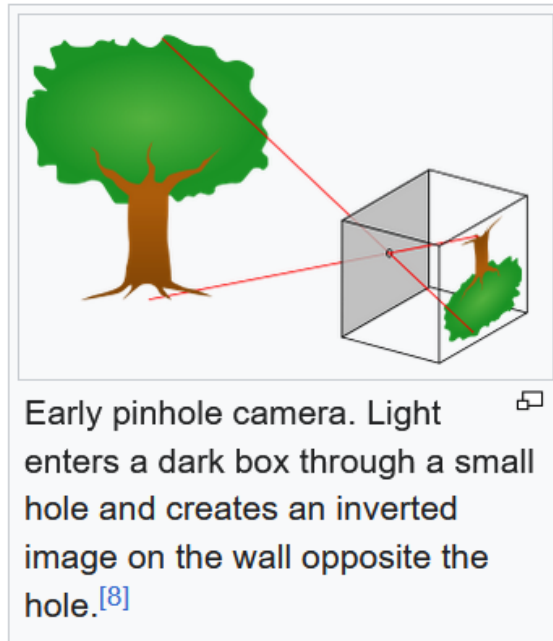 Early pinhole camera. Light
enters a dark box through a small
hole and creates an inverted
image on the wall opposite the
hole.[8]